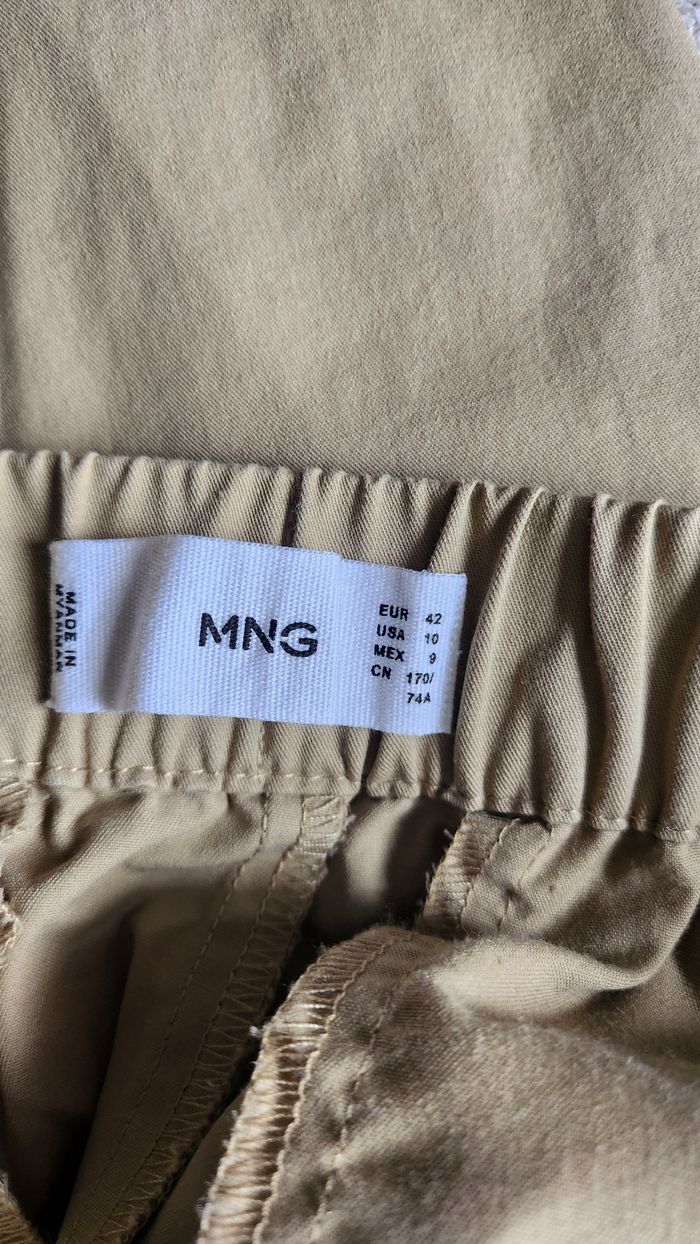 MADE IN
MYANMAR
MNG
EUR 42
USA 10
MEX 9
CN 170/
74A